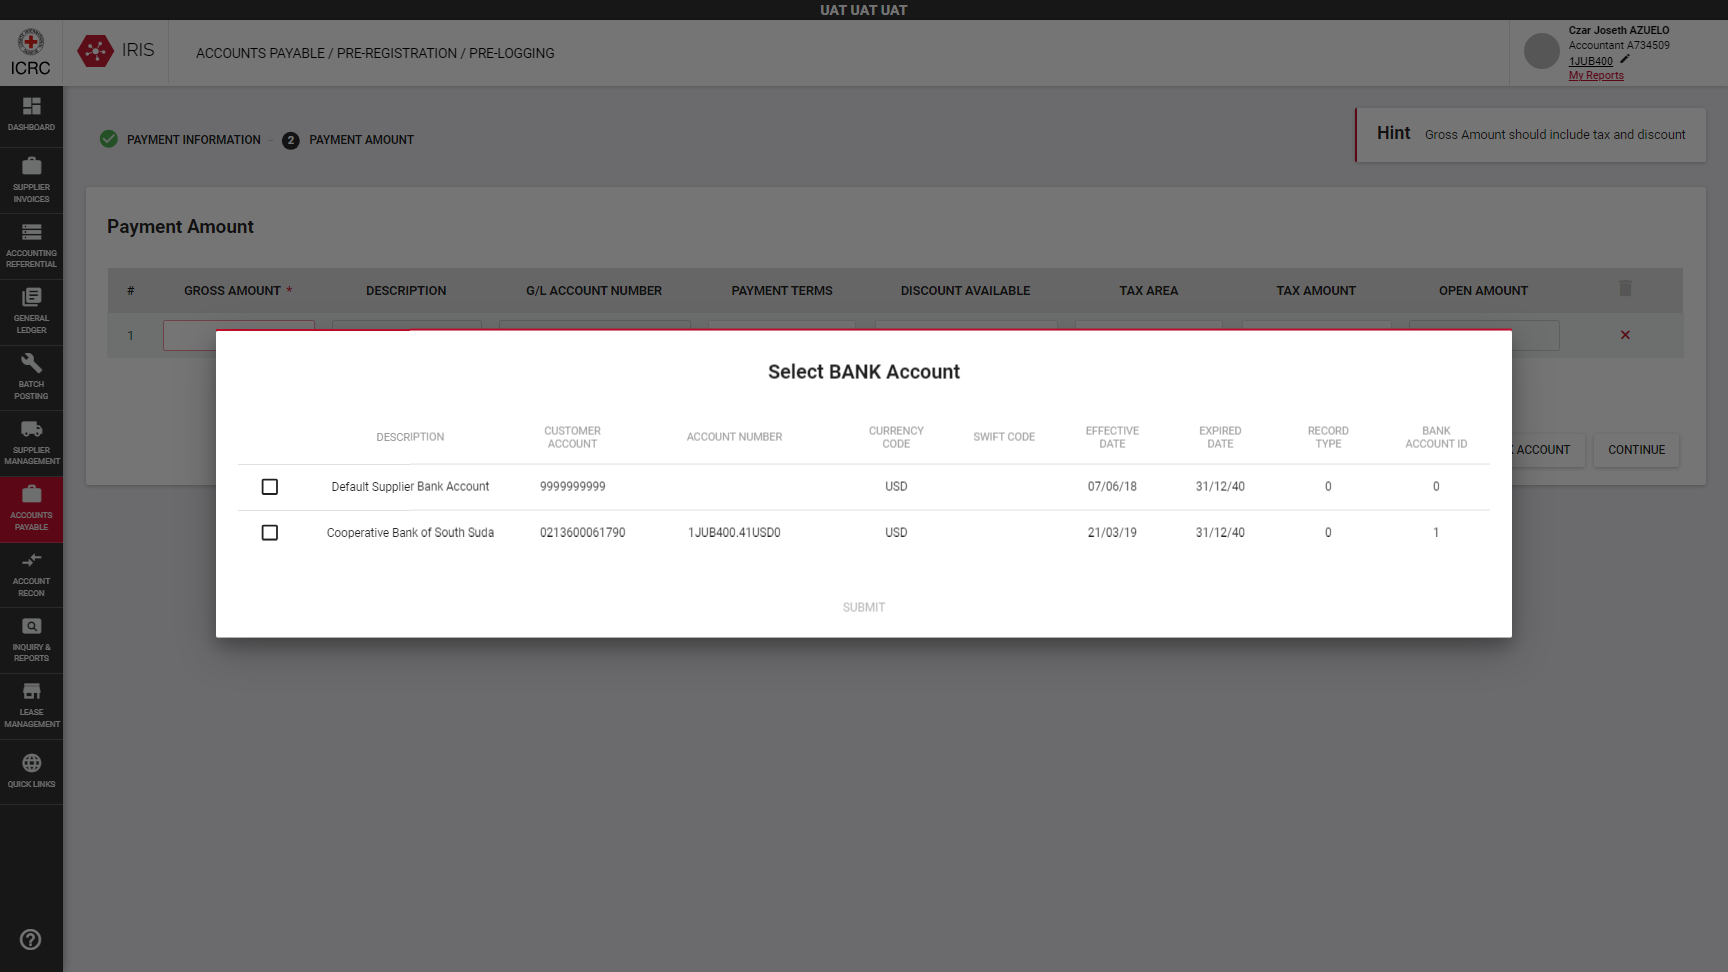 UAT UAT UAT
ICRC
IRIS
ACCOUNTS PAYABLE / PRE-REGISTRATION / PRE-LOGGING
Czar Joseth AZUELO
Accountant A734509
1JUB400
My Reports
DASHBOARD
SUPPLIER
INVOICES
ACCOUNTING
REFERENTIAL
GENERAL
LEDGER
BATCH
POSTING
SUPPLIER
MANAGEMENT
ACCOUNTS
PAYABLE
ACCOUNT
RECON
INQUIRY &
REPORTS
LEASE
MANAGEMENT
QUICK LINKS
PAYMENT INFORMATION - 2 PAYMENT AMOUNT
Hint Gross Amount should include tax and discount
Payment Amount
# GROSS AMOUNT * DESCRIPTION G/L ACCOUNT NUMBER PAYMENT TERMS DISCOUNT AVAILABLE TAX AREA TAX AMOUNT OPEN AMOUNT
1
ACCOUNT CONTINUE
Select BANK Account
DESCRIPTION CUSTOMER ACCOUNT ACCOUNT NUMBER CURRENCY CODE SWIFT CODE EFFECTIVE DATE EXPIRED DATE RECORD TYPE BANK ACCOUNT ID
Default Supplier Bank Account 9999999999 USD 07/06/18 31/12/40 0 0
Cooperative Bank of South Suda 0213600061790 1JUB400.41USD0 USD 21/03/19 31/12/40 0 1
SUBMIT